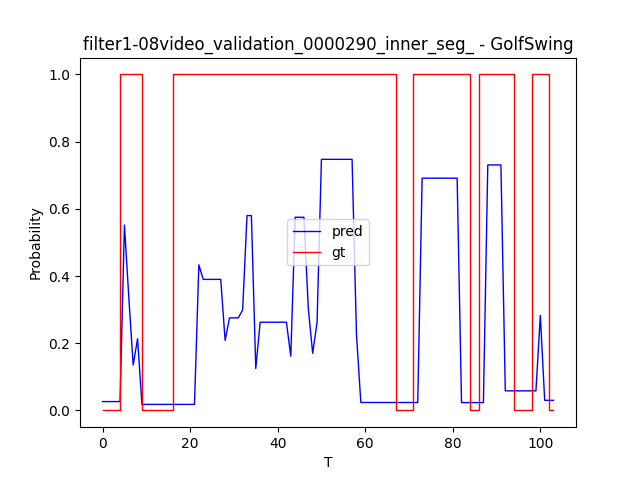 filter1-08video_validation_0000290_inner_seg_ - GolfSwing
1.0
0.8
0.6
0.4
0.2
0.0
Probability
pred
gt
0 20 40 60 80 100
T